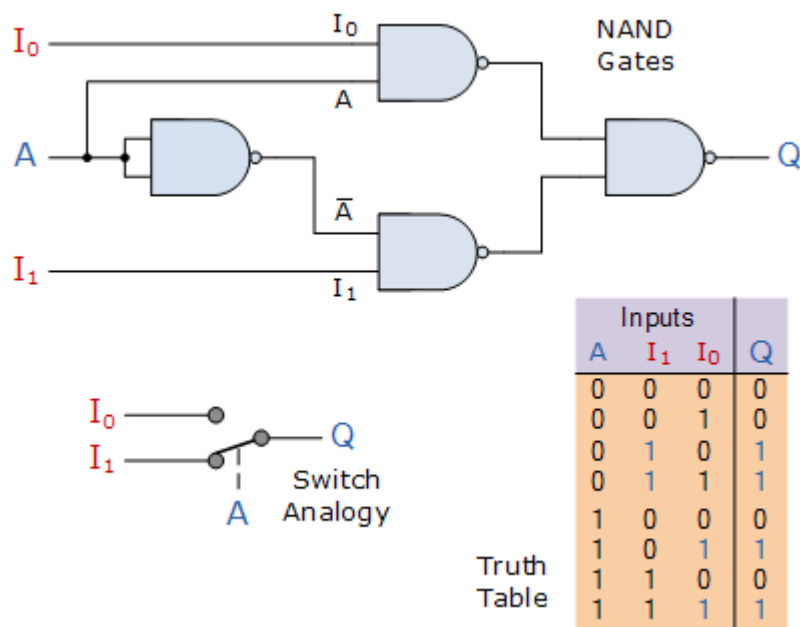 I₀
I₀
NAND
Gates
A
A
Q
A̅
I₁
I₁
Inputs
A I₁ I₀ Q
0 0 0 0
0 0 1 0
0 1 0 1
0 1 1 1
1 0 0 0
1 0 1 1
1 1 0 0
1 1 1 1
I₀
Q
I₁
Switch
Analogy
A
Truth
Table